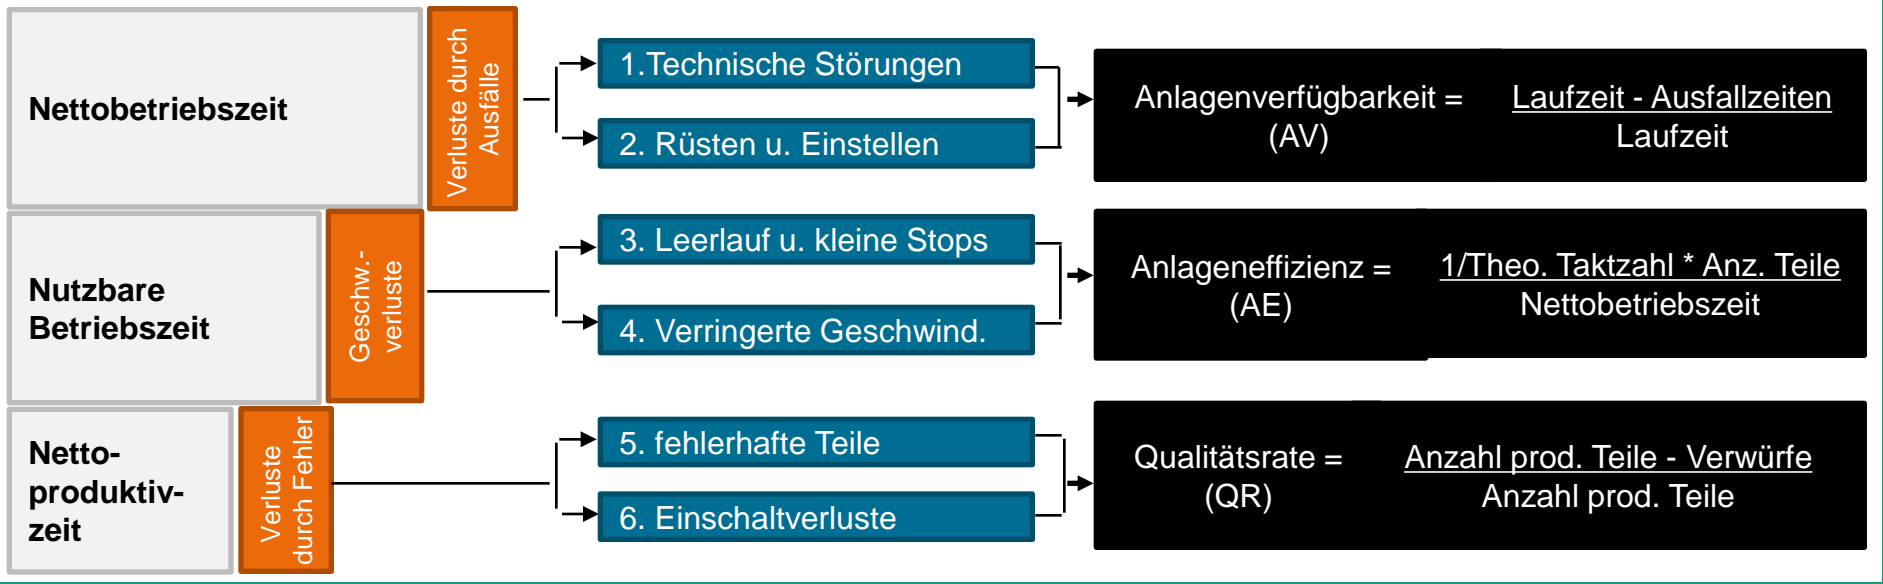 Nettobetriebszeit
Verluste durch
Ausfälle
1.Technische Störungen
2. Rüsten u. Einstellen
Anlagenverfügbarkeit =
(AV)
Laufzeit - Ausfallzeiten
Laufzeit
Nutzbare
Betriebszeit
Geschw.-
verluste
3. Leerlauf u. kleine Stops
4. Verringerte Geschwind.
Anlageneffizienz =
(AE)
1/Theo. Taktzahl * Anz. Teile
Nettobetriebszeit
Netto-
produktiv-
zeit
Verluste
durch Fehler
5. fehlerhafte Teile
6. Einschaltverluste
Qualitätsrate =
(QR)
Anzahl prod. Teile - Verwürfe
Anzahl prod. Teile